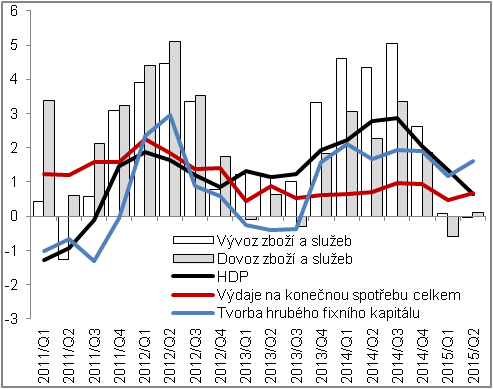 6
5
4
3
2
1
0
-1
-2
-3
Vývoz zboží a služeb
Dovoz zboží a služeb
HDP
Výdaje na konečnou spotřebu celkem
Tvorba hrubého fixního kapitálu
2011/Q1
2011/Q2
2011/Q3
2011/Q4
2012/Q1
2012/Q2
2012/Q3
2012/Q4
2013/Q1
2013/Q2
2013/Q3
2013/Q4
2014/Q1
2014/Q2
2014/Q3
2014/Q4
2015/Q1
2015/Q2